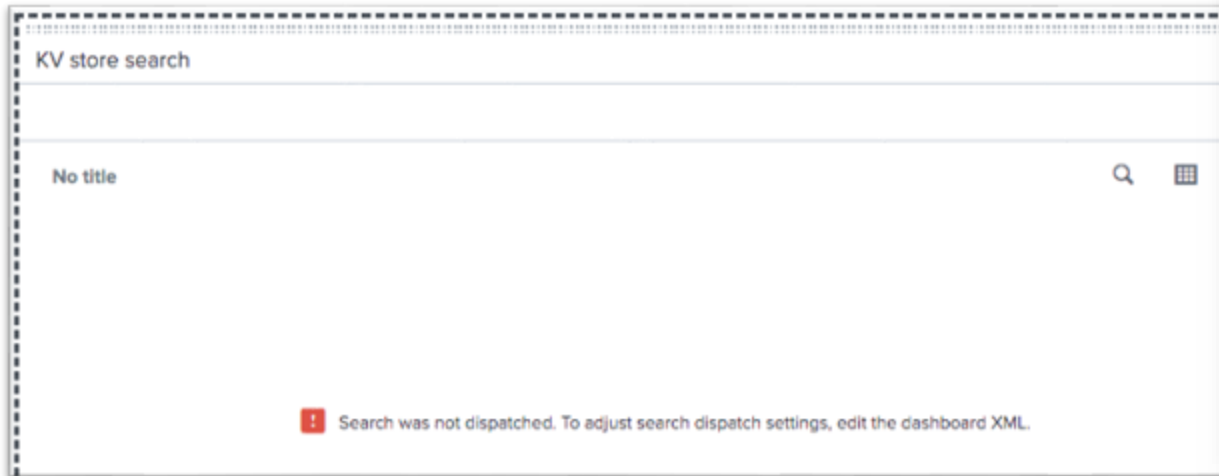 KV store search
No title
! Search was not dispatched. To adjust search dispatch settings, edit the dashboard XML.